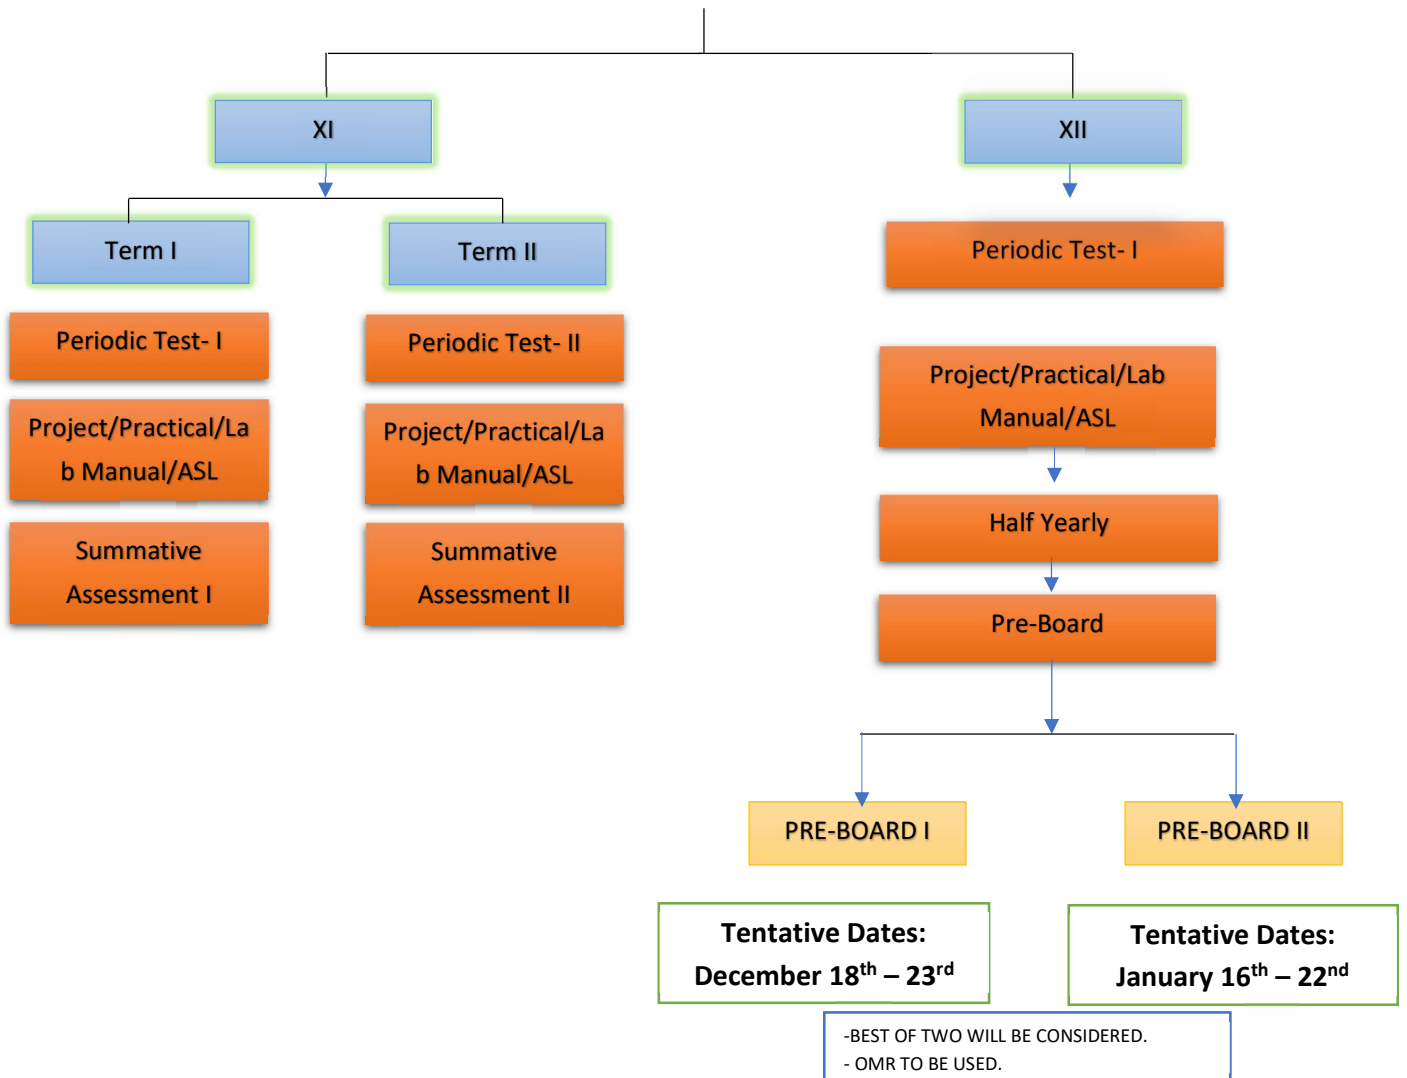 XI
XII
Term I
Term II
Periodic Test- I
Periodic Test- I
Periodic Test- II
Project/Practical/Lab
Manual/ASL
Project/Practical/La
b Manual/ASL
Project/Practical/La
b Manual/ASL
Half Yearly
Summative
Assessment I
Summative
Assessment II
Pre-Board
PRE-BOARD I
PRE-BOARD II
Tentative Dates:
December 18th – 23rd
Tentative Dates:
January 16th – 22nd
-BEST OF TWO WILL BE CONSIDERED.
- OMR TO BE USED.